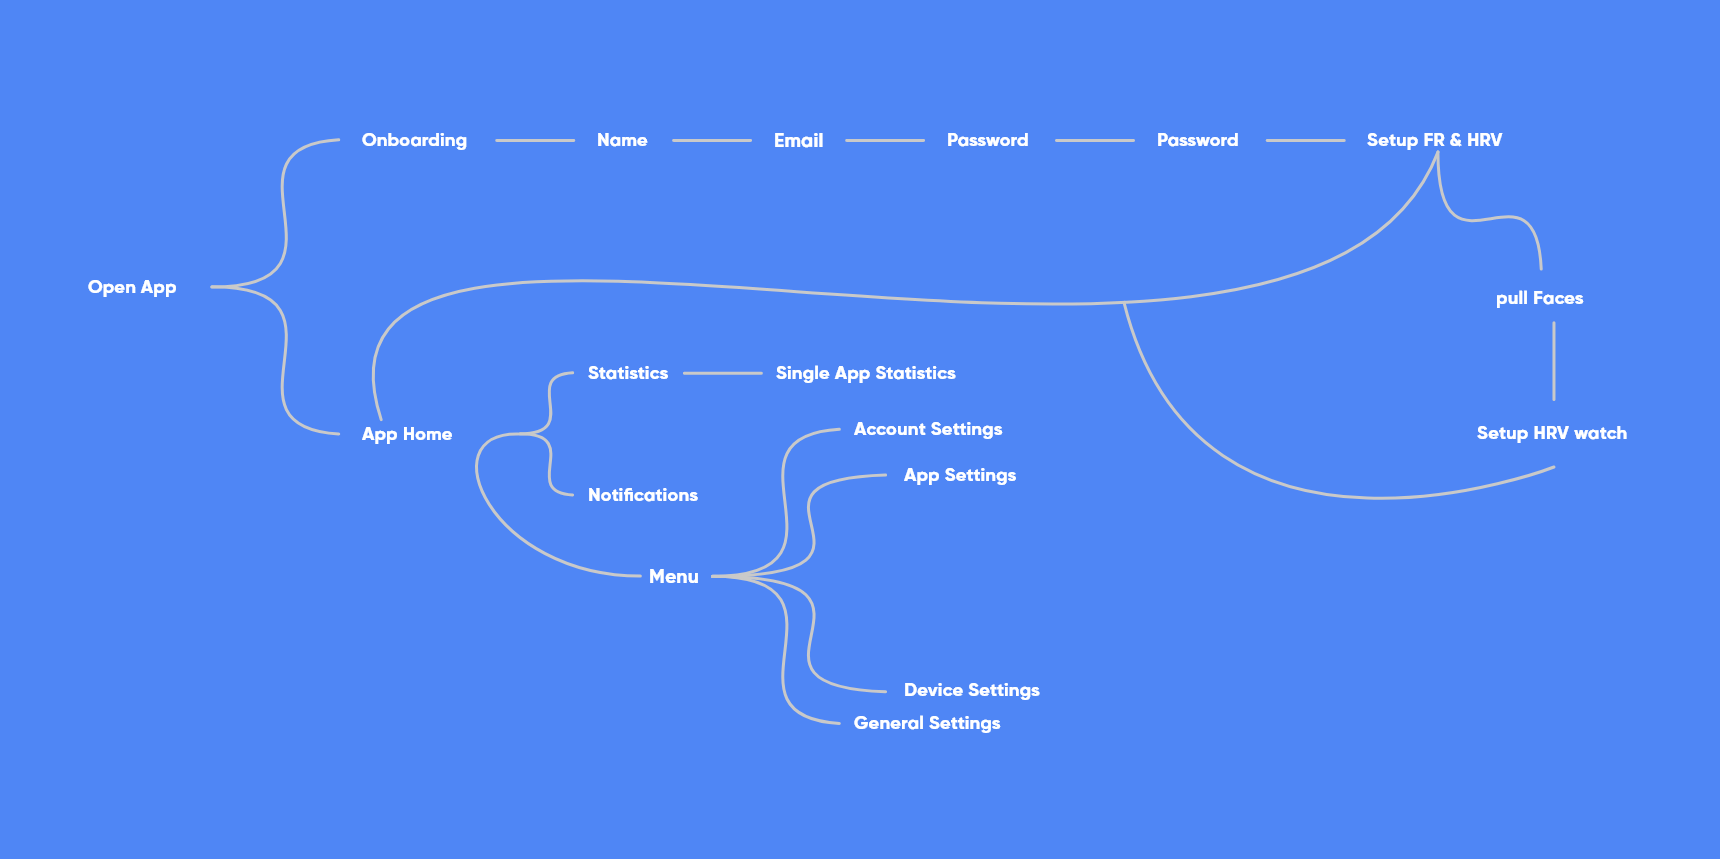 Onboarding
Name
Email
Password
Password
Setup FR & HRV
Open App
pull Faces
Statistics
Single App Statistics
Account Settings
App Home
Setup HRV watch
App Settings
Notifications
Menu
Device Settings
General Settings